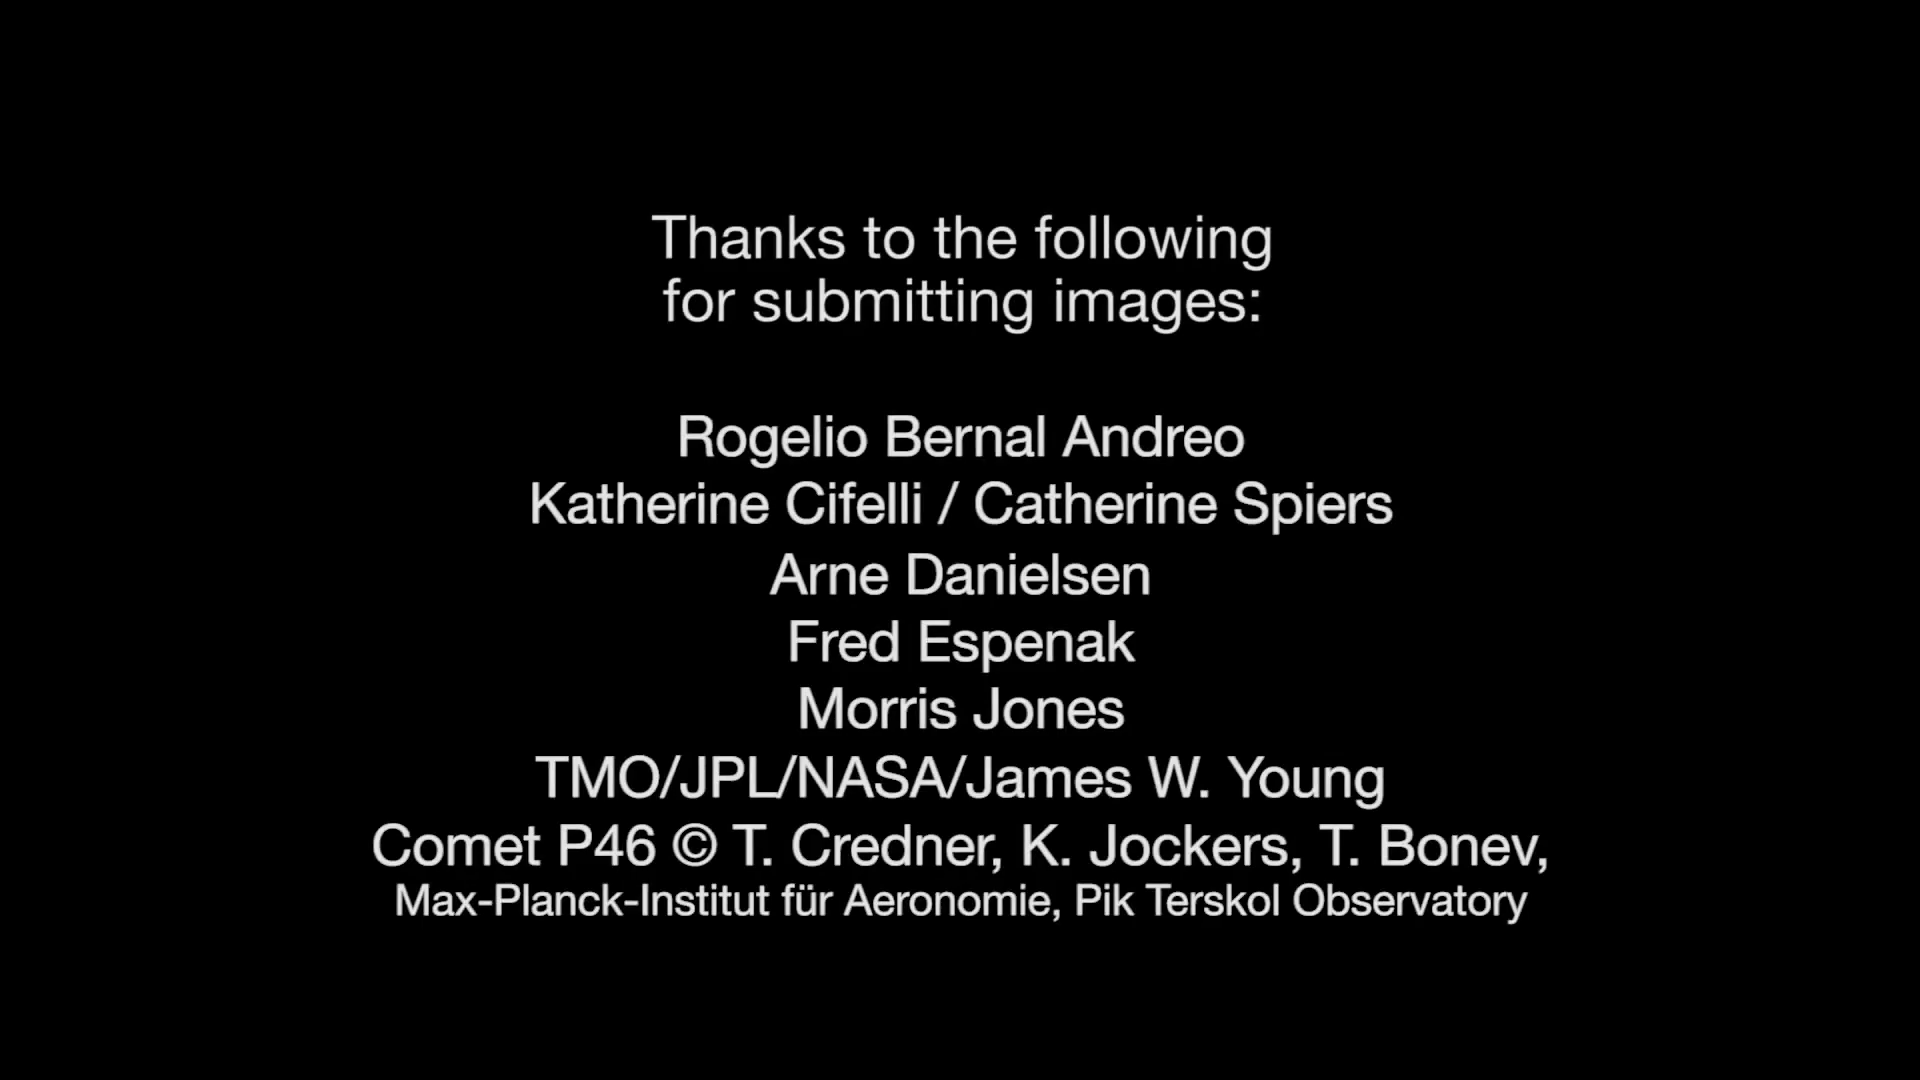 Thanks to the following
for submitting images:
Rogelio Bernal Andreo
Katherine Cifelli / Catherine Spiers
Arne Danielsen
Fred Espenak
Morris Jones
TMO/JPL/NASA/James W. Young
Comet P46 © T. Credner, K. Jockers, T. Bonev,
Max-Planck-Institut für Aeronomie, Pik Terskol Observatory